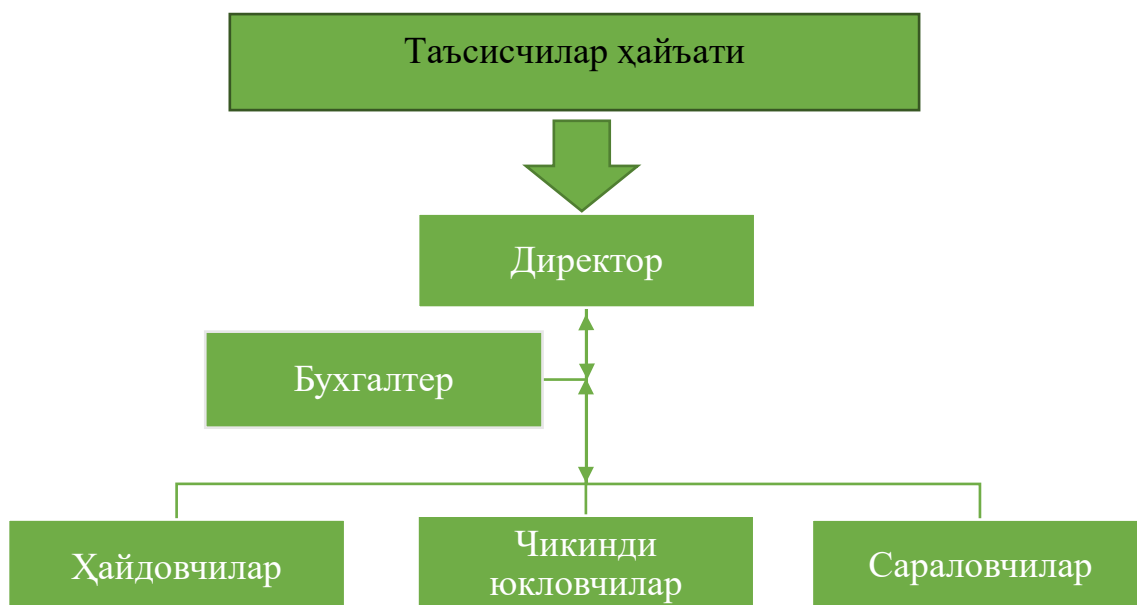 Таъсисчилар ҳайъати
Директор
Бухгалтер
Ҳайдовчилар
Чикинди
юкловчилар
Сараловчилар